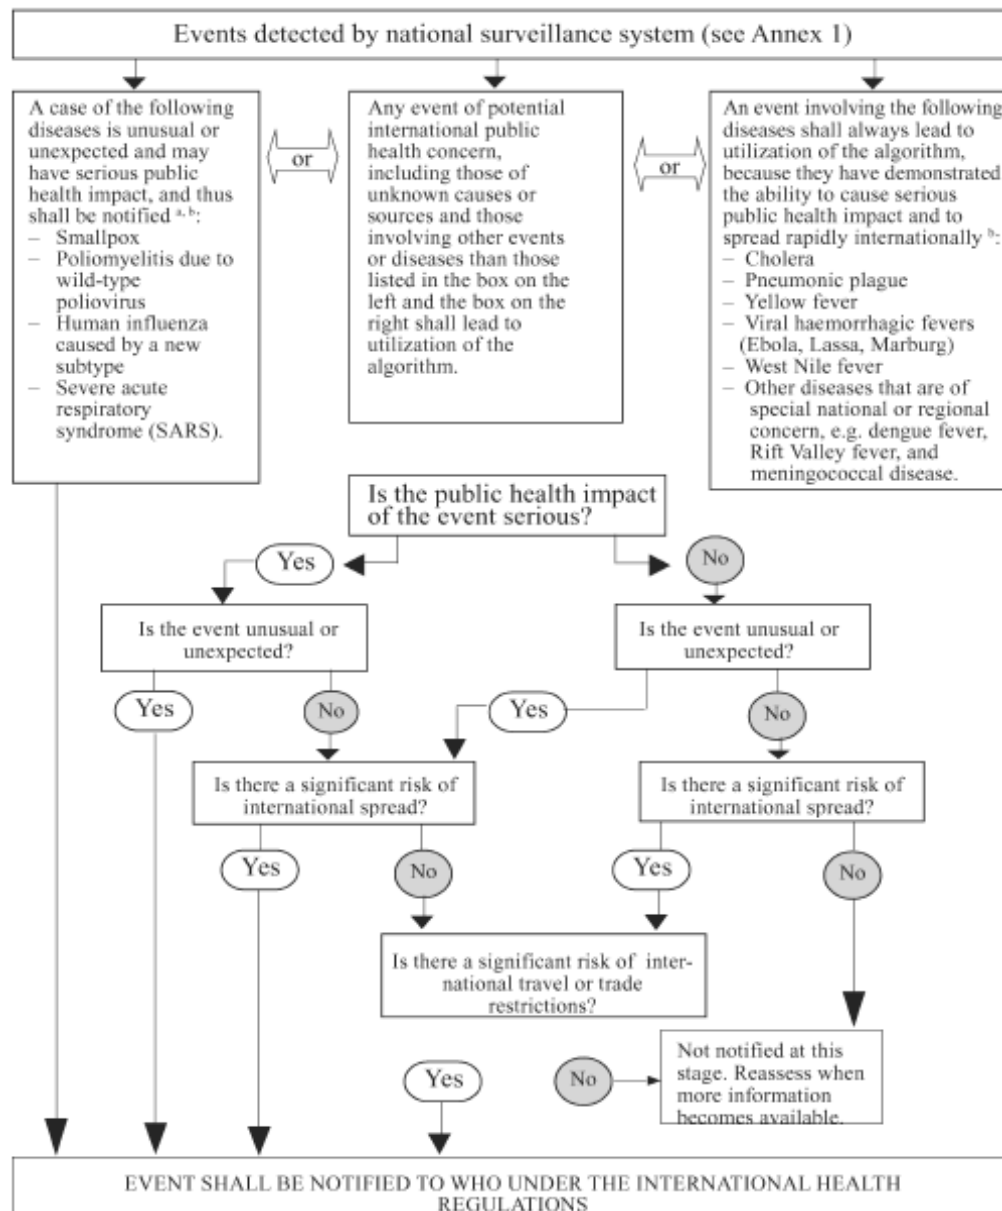 Events detected by national surveillance system (see Annex 1)
A case of the following
diseases is unusual or
unexpected and may
have serious public
health impact, and thus
shall be notified a, b:
– Smallpox
– Poliomyelitis due to
wild-type
poliovirus
– Human influenza
caused by a new
subtype
– Severe acute
respiratory
syndrome (SARS).
or
Any event of potential
international public
health concern,
including those of
unknown causes or
sources and those
involving other events
or diseases than those
listed in the box on the
left and the box on the
right shall lead to
utilization of the
algorithm.
or
An event involving the following
diseases shall always lead to
utilization of the algorithm,
because they have demonstrated
the ability to cause serious
public health impact and to
spread rapidly internationally b:
– Cholera
– Pneumonic plague
– Yellow fever
– Viral haemorrhagic fevers
(Ebola, Lassa, Marburg)
– West Nile fever
– Other diseases that are of
special national or regional
concern, e.g. dengue fever,
Rift Valley fever, and
meningococcal disease.
Is the public health impact
of the event serious?
Yes
No
Is the event unusual or
unexpected?
Is the event unusual or
unexpected?
Yes
No
Yes
No
Is there a significant risk of
international spread?
Is there a significant risk of
international spread?
Yes
No
Yes
No
Is there a significant risk of inter-
national travel or trade
restrictions?
Yes
No
Not notified at this
stage. Reassess when
more information
becomes available.
EVENT SHALL BE NOTIFIED TO WHO UNDER THE INTERNATIONAL HEALTH
REGULATIONS